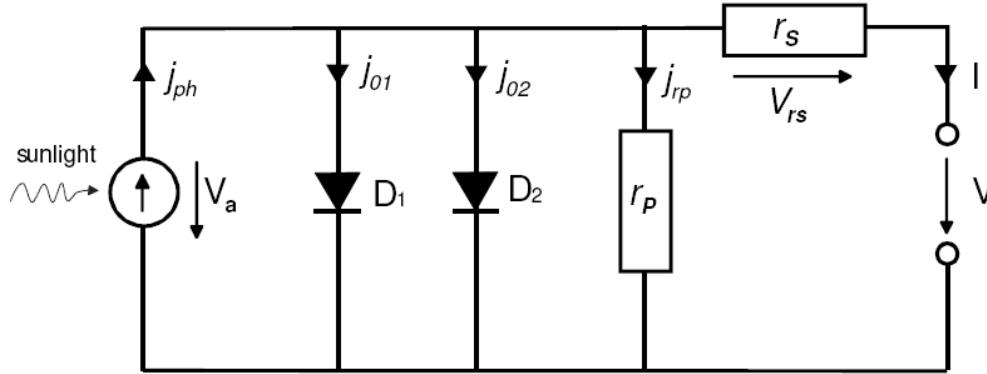 r_S
j_ph
j_01
j_02
j_rp
V_rs
I
sunlight
V_a
D_1
D_2
r_P
V